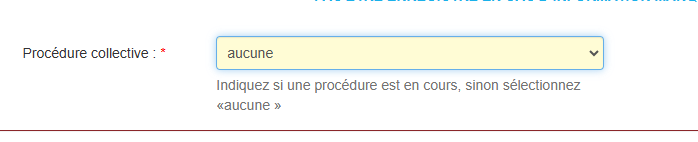 Procédure collective : *
aucune
Indiquez si une procédure est en cours, sinon sélectionnez
«aucune »